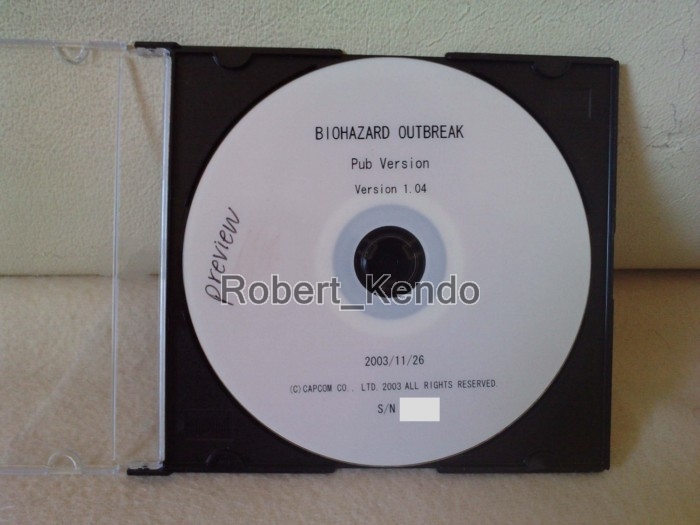 BIOHAZARD OUTBREAK
Pub Version
Version 1.04
preview
Robert_Kendo
2003/11/26
(C)CAPCOM CO., LTD. 2003 ALL RIGHTS RESERVED.
S/N